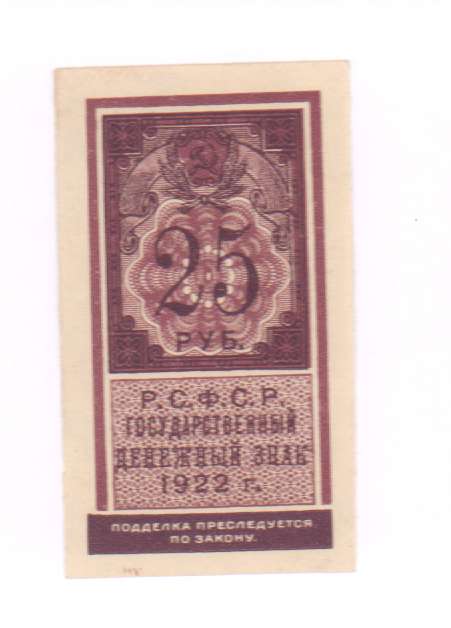 25
РУБ.
Р.С.Ф.С.Р.
ГОСУДАРСТВЕННЫЙ
ДЕНЕЖНЫЙ ЗНАК
1922 г.
ПОДДЕЛКА ПРЕСЛЕДУЕТСЯ
ПО ЗАКОНУ.